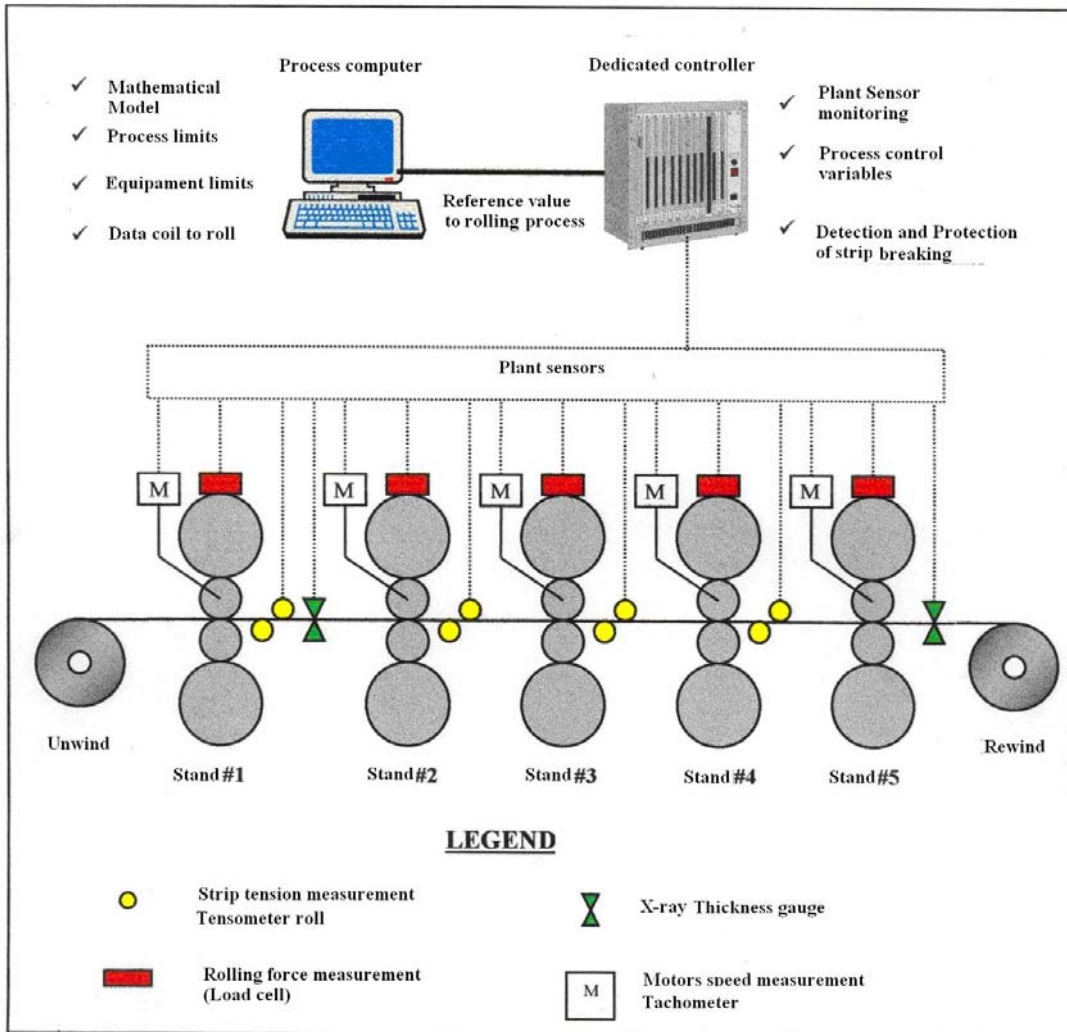 Process computer
Dedicated controller
✓ Mathematical
Model
✓ Process limits
✓ Equipament limits
✓ Data coil to roll
Reference value
to rolling process
✓ Plant Sensor
monitoring
✓ Process control
variables
✓ Detection and Protection
of strip breaking
Plant sensors
M
M
M
M
M
Unwind
Rewind
Stand #1
Stand #2
Stand #3
Stand #4
Stand #5
LEGEND
Strip tension measurement
Tensometer roll
X-ray Thickness gauge
Rolling force measurement
(Load cell)
M
Motors speed measurement
Tachometer